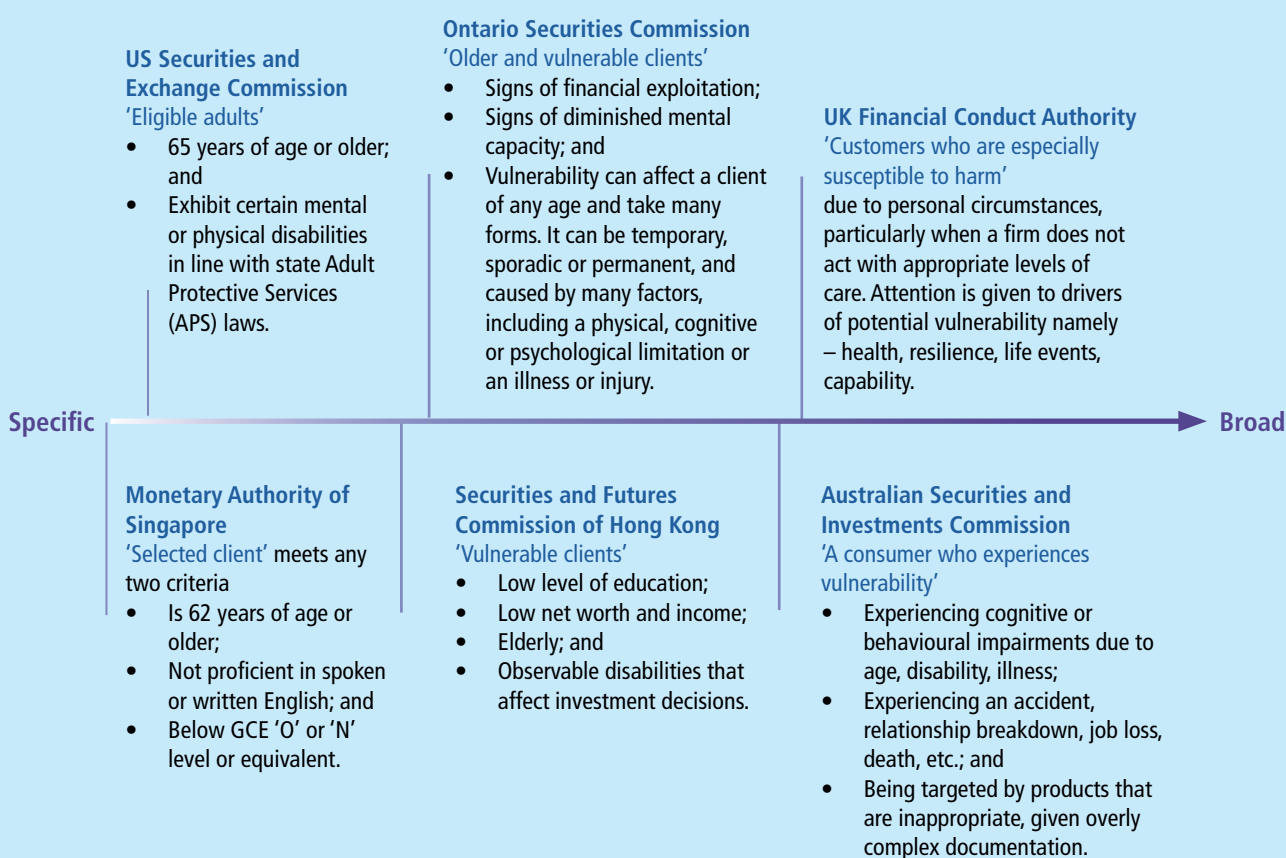 US Securities and
Exchange Commission
'Eligible adults'
• 65 years of age or older;
and
• Exhibit certain mental
or physical disabilities
in line with state Adult
Protective Services
(APS) laws.
Ontario Securities Commission
'Older and vulnerable clients'
• Signs of financial exploitation;
• Signs of diminished mental
capacity; and
• Vulnerability can affect a client
of any age and take many
forms. It can be temporary,
sporadic or permanent, and
caused by many factors,
including a physical, cognitive
or psychological limitation or
an illness or injury.
UK Financial Conduct Authority
'Customers who are especially
susceptible to harm'
due to personal circumstances,
particularly when a firm does not
act with appropriate levels of
care. Attention is given to drivers
of potential vulnerability namely
– health, resilience, life events,
capability.
Specific
Broad
Monetary Authority of
Singapore
'Selected client' meets any
two criteria
• Is 62 years of age or
older;
• Not proficient in spoken
or written English; and
• Below GCE 'O' or 'N'
level or equivalent.
Securities and Futures
Commission of Hong Kong
'Vulnerable clients'
• Low level of education;
• Low net worth and income;
• Elderly; and
• Observable disabilities that
affect investment decisions.
Australian Securities and
Investments Commission
'A consumer who experiences
vulnerability'
• Experiencing cognitive or
behavioural impairments due to
age, disability, illness;
• Experiencing an accident,
relationship breakdown, job loss,
death, etc.; and
• Being targeted by products that
are inappropriate, given overly
complex documentation.